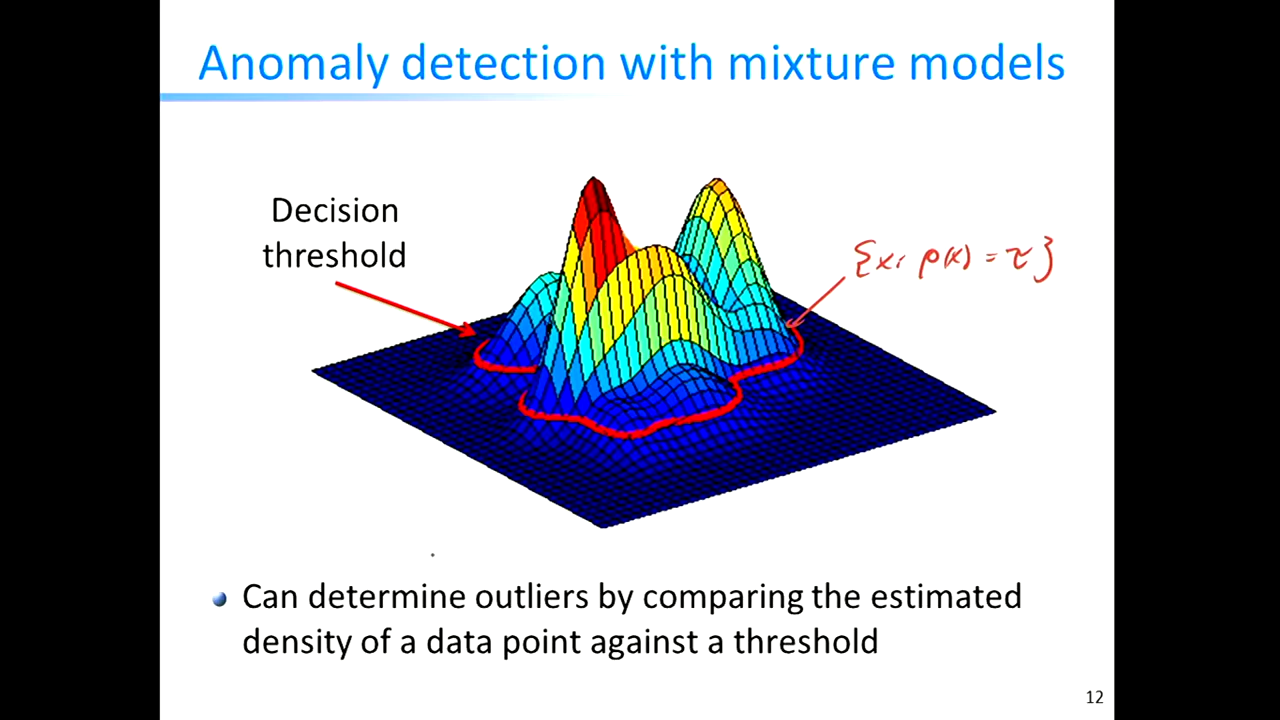 Anomaly detection with mixture models
Decision
threshold
{x: p(x) = τ}
Can determine outliers by comparing the estimated
density of a data point against a threshold
12